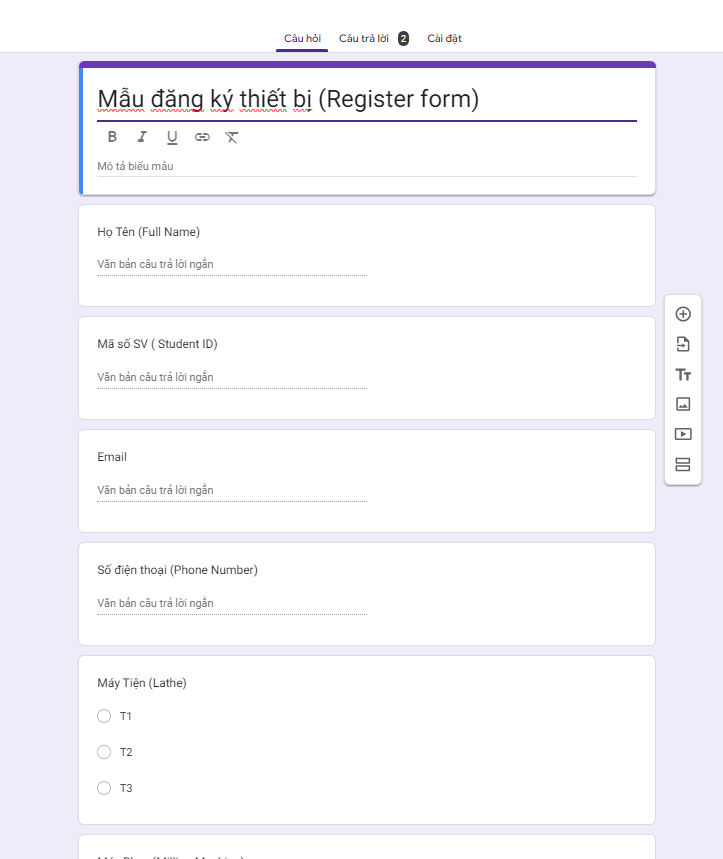 Câu hỏi Câu trả lời 2 Cài đặt
Mẫu đăng ký thiết bị (Register form)
B I U
Mô tả biểu mẫu
Họ Tên (Full Name)
Văn bản câu trả lời ngắn
Mã số SV ( Student ID)
Văn bản câu trả lời ngắn
Email
Văn bản câu trả lời ngắn
Số điện thoại (Phone Number)
Văn bản câu trả lời ngắn
Máy Tiện (Lathe)
T1
T2
T3